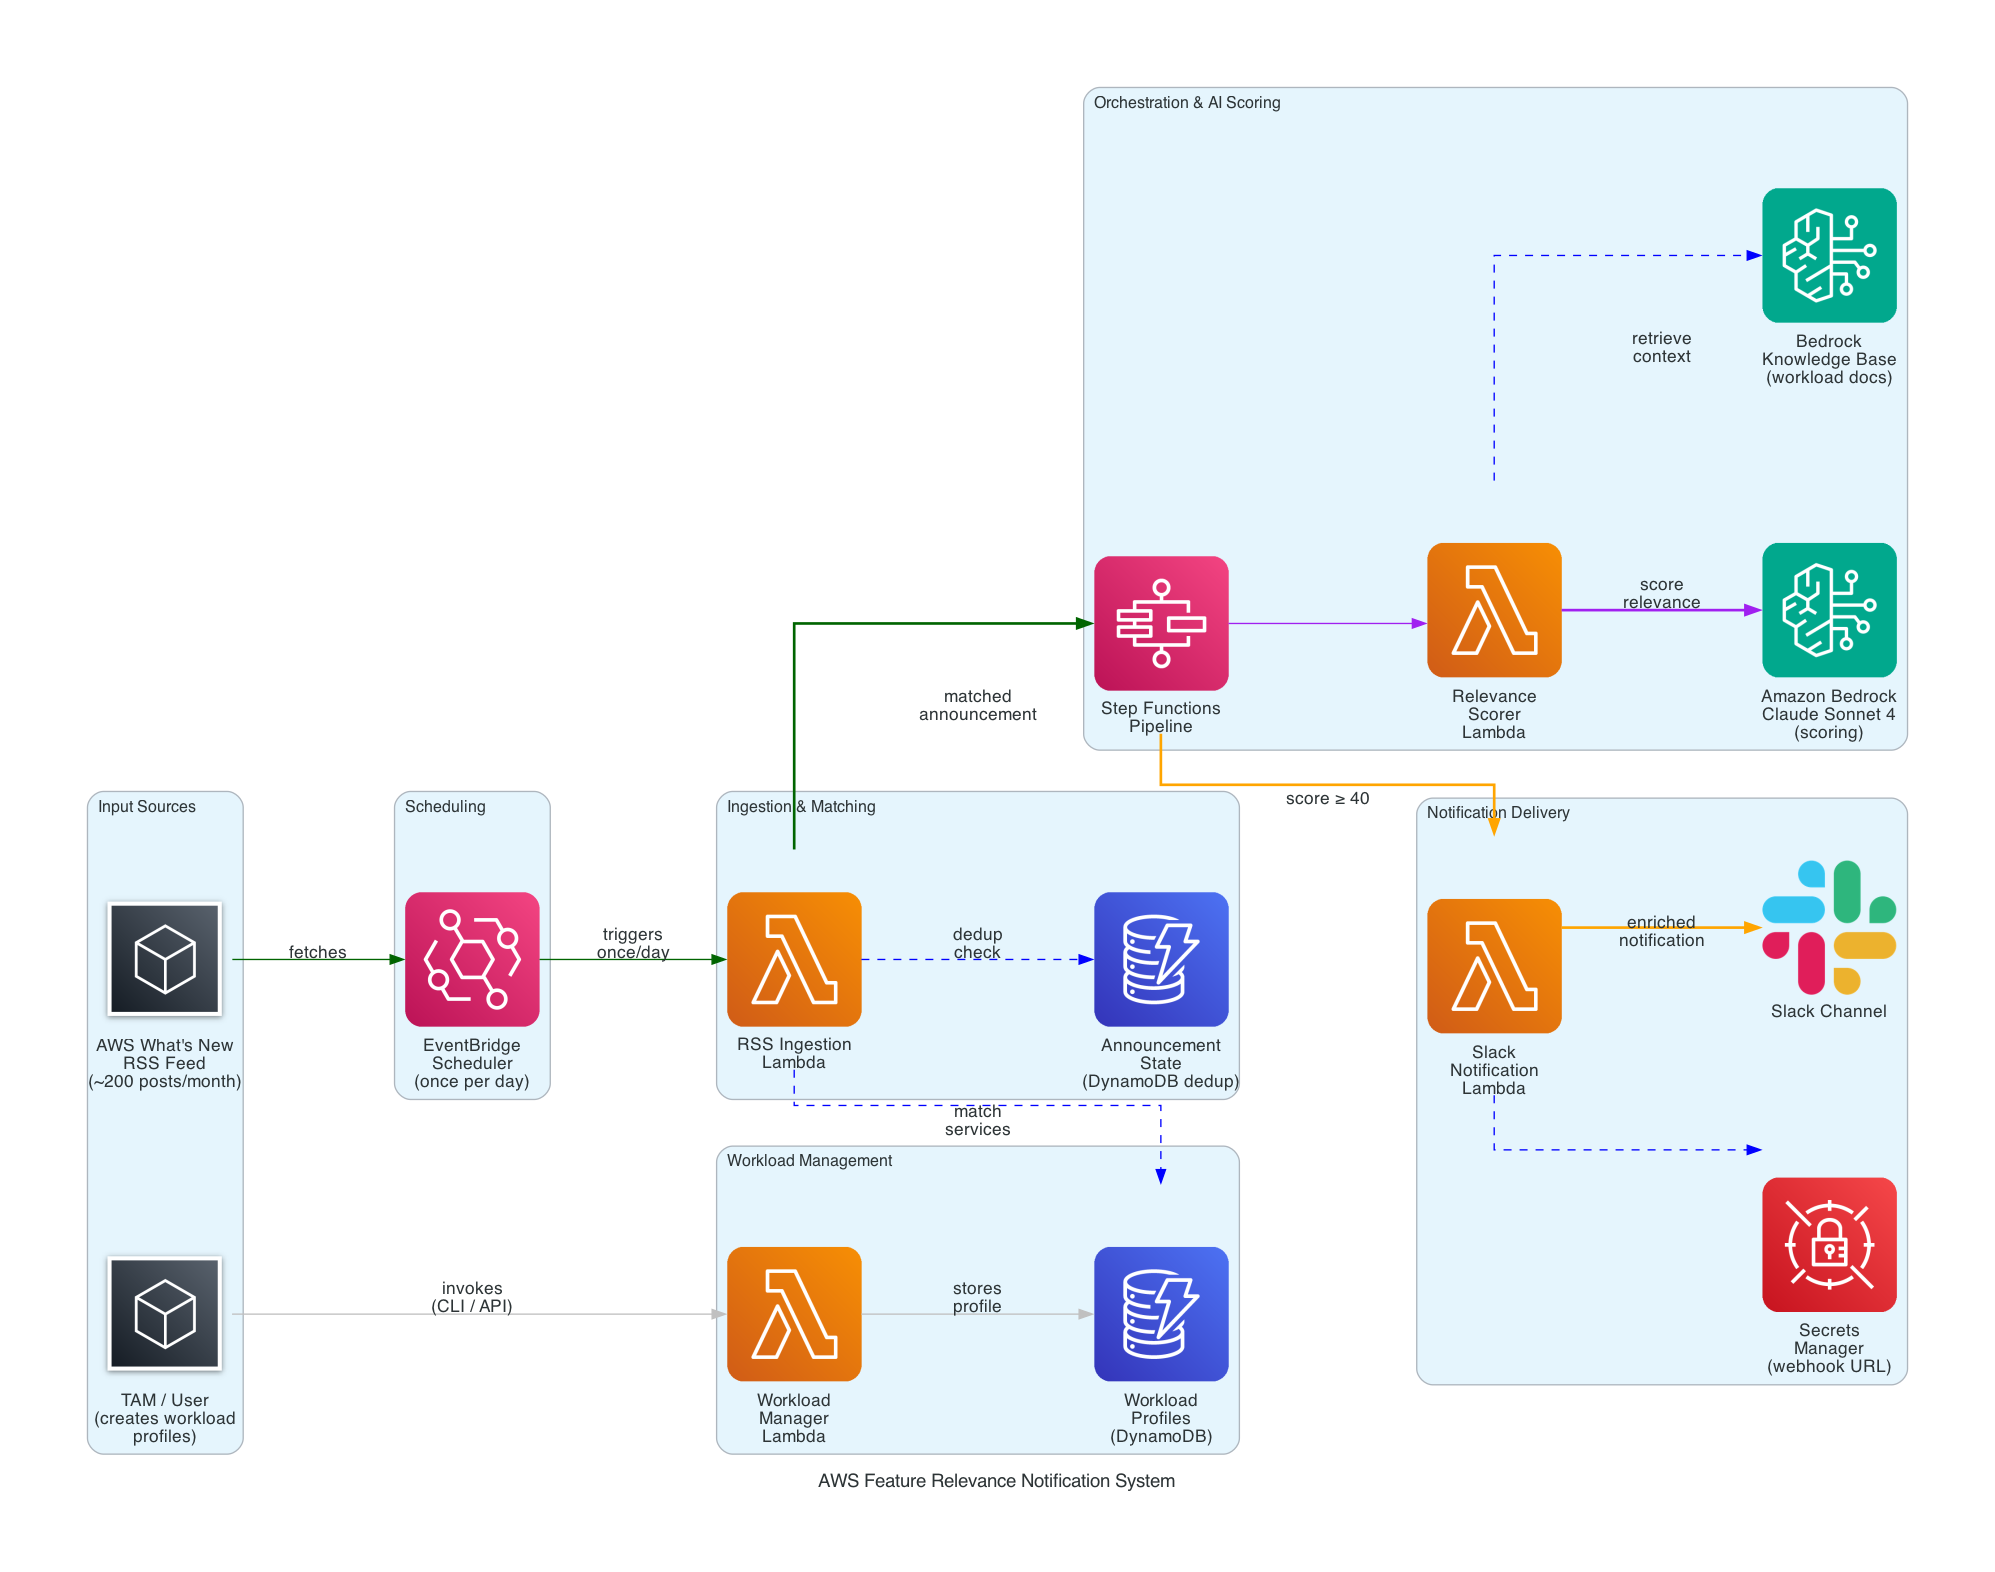 Orchestration & AI Scoring
retrieve
context
Bedrock
Knowledge Base
(workload docs)
score
relevance
Step Functions
Pipeline
Relevance
Scorer
Lambda
Amazon Bedrock
Claude Sonnet 4
(scoring)
matched
announcement
score ≥ 40
Input Sources
AWS What's New
RSS Feed
(~200 posts/month)
TAM / User
(creates workload
profiles)
fetches
Scheduling
EventBridge
Scheduler
(once per day)
triggers
once/day
Ingestion & Matching
RSS Ingestion
Lambda
dedup
check
Announcement
State
(DynamoDB dedup)
match
services
invokes
(CLI / API)
Workload Management
Workload
Manager
Lambda
stores
profile
Workload
Profiles
(DynamoDB)
Notification Delivery
Slack
Notification
Lambda
enriched
notification
Slack Channel
Secrets
Manager
(webhook URL)
AWS Feature Relevance Notification System